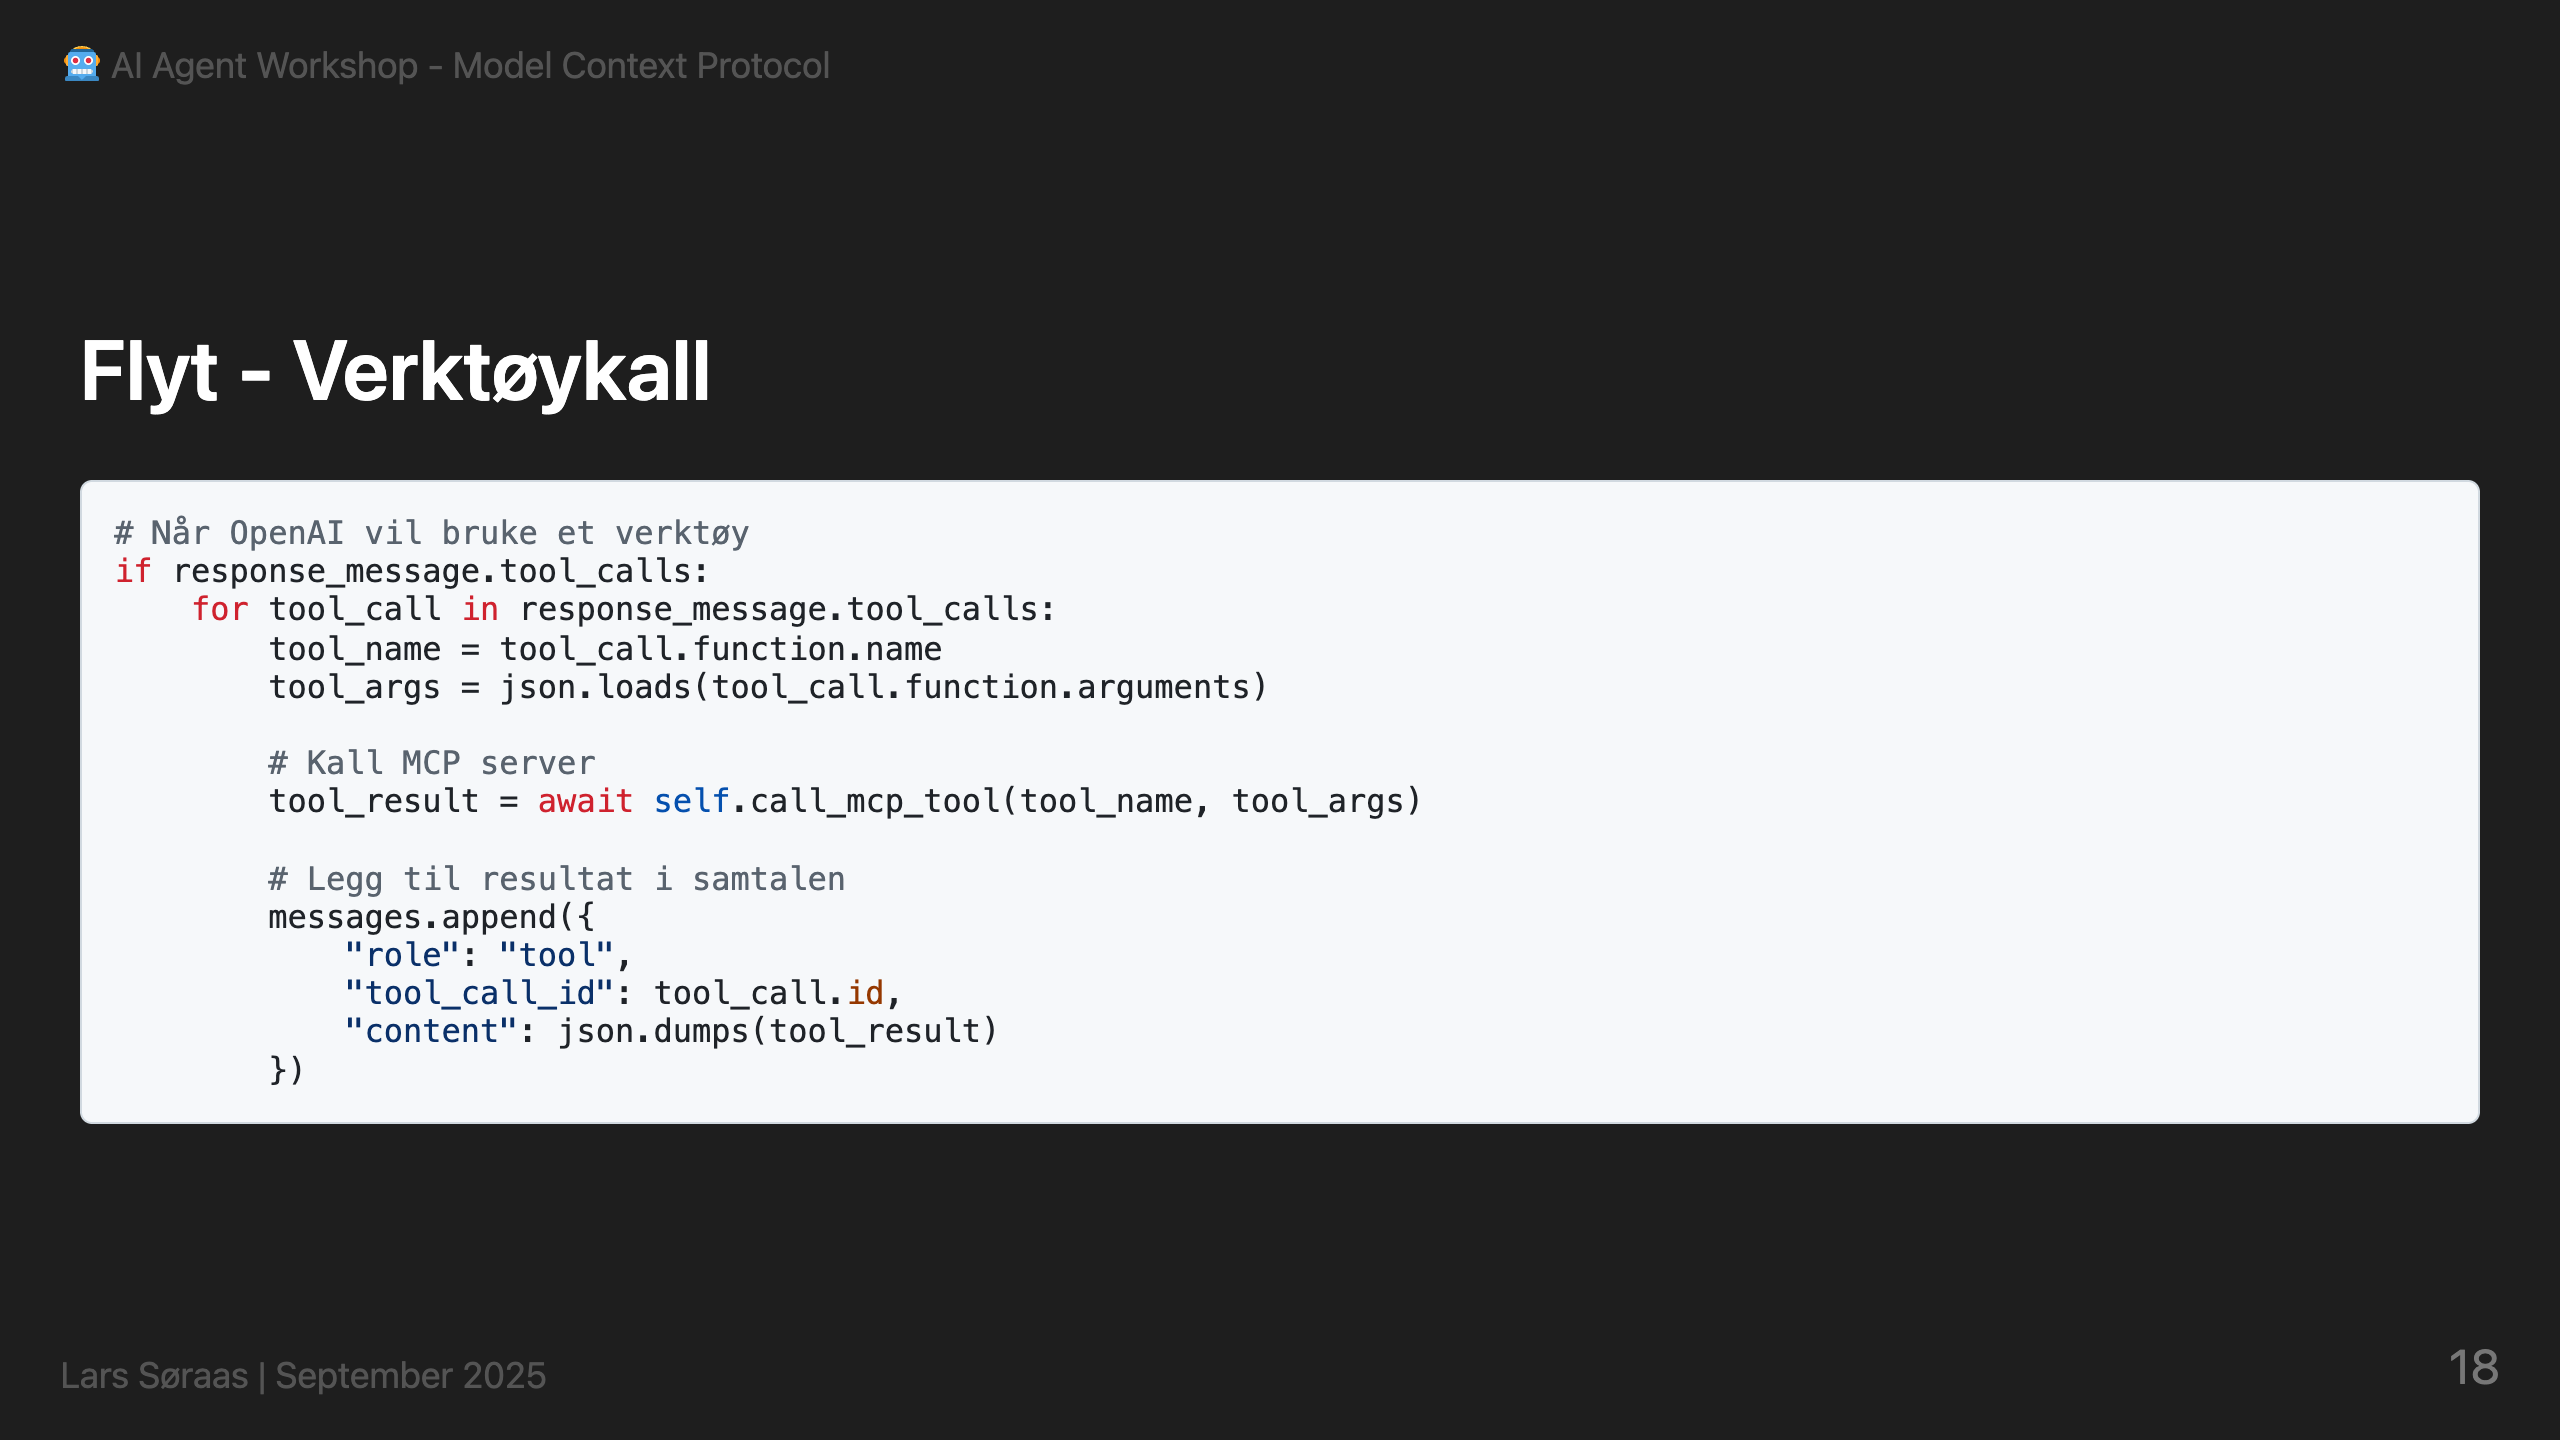 🤖 AI Agent Workshop - Model Context Protocol
Flyt - Verktøykall
# Når OpenAI vil bruke et verktøy
if response_message.tool_calls:
    for tool_call in response_message.tool_calls:
        tool_name = tool_call.function.name
        tool_args = json.loads(tool_call.function.arguments)

        # Kall MCP server
        tool_result = await self.call_mcp_tool(tool_name, tool_args)

        # Legg til resultat i samtalen
        messages.append({
            "role": "tool",
            "tool_call_id": tool_call.id,
            "content": json.dumps(tool_result)
        })
Lars Søraas | September 2025
18